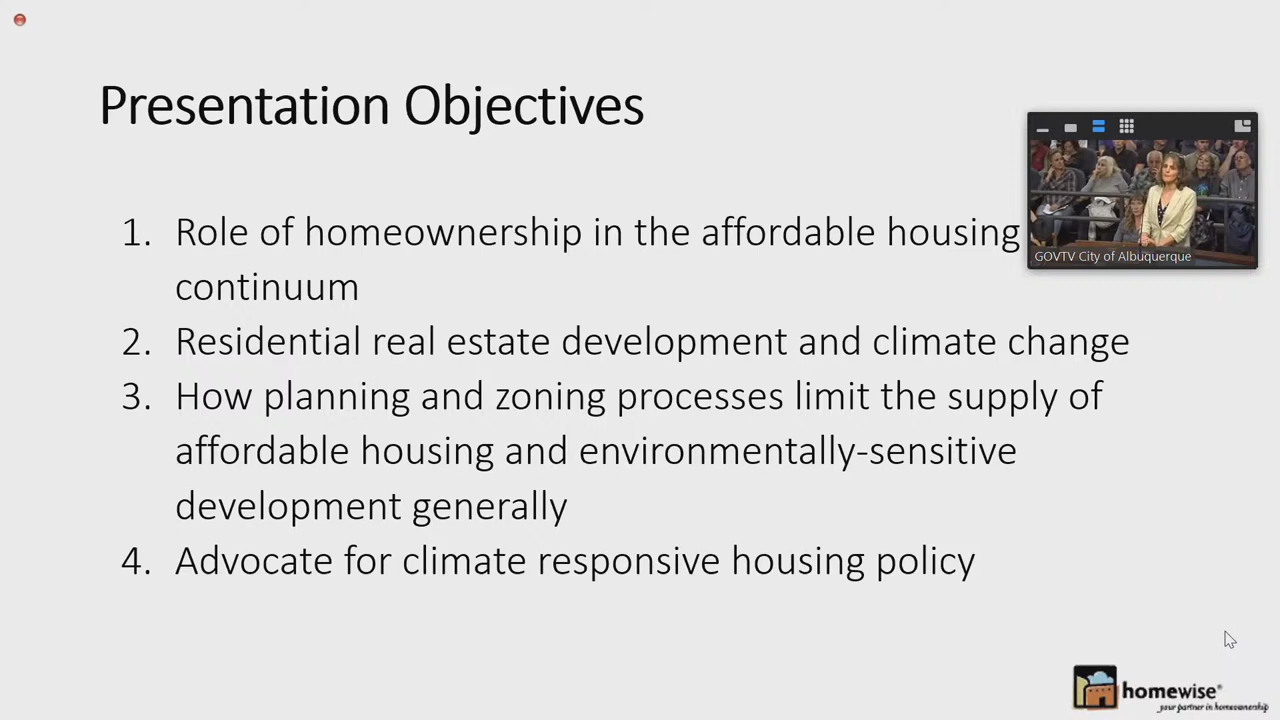 Presentation Objectives
1. Role of homeownership in the affordable housing
continuum
2. Residential real estate development and climate change
3. How planning and zoning processes limit the supply of
affordable housing and environmentally-sensitive
development generally
4. Advocate for climate responsive housing policy
GOVTV City of Albuquerque
homewise®
your partner in homeownership